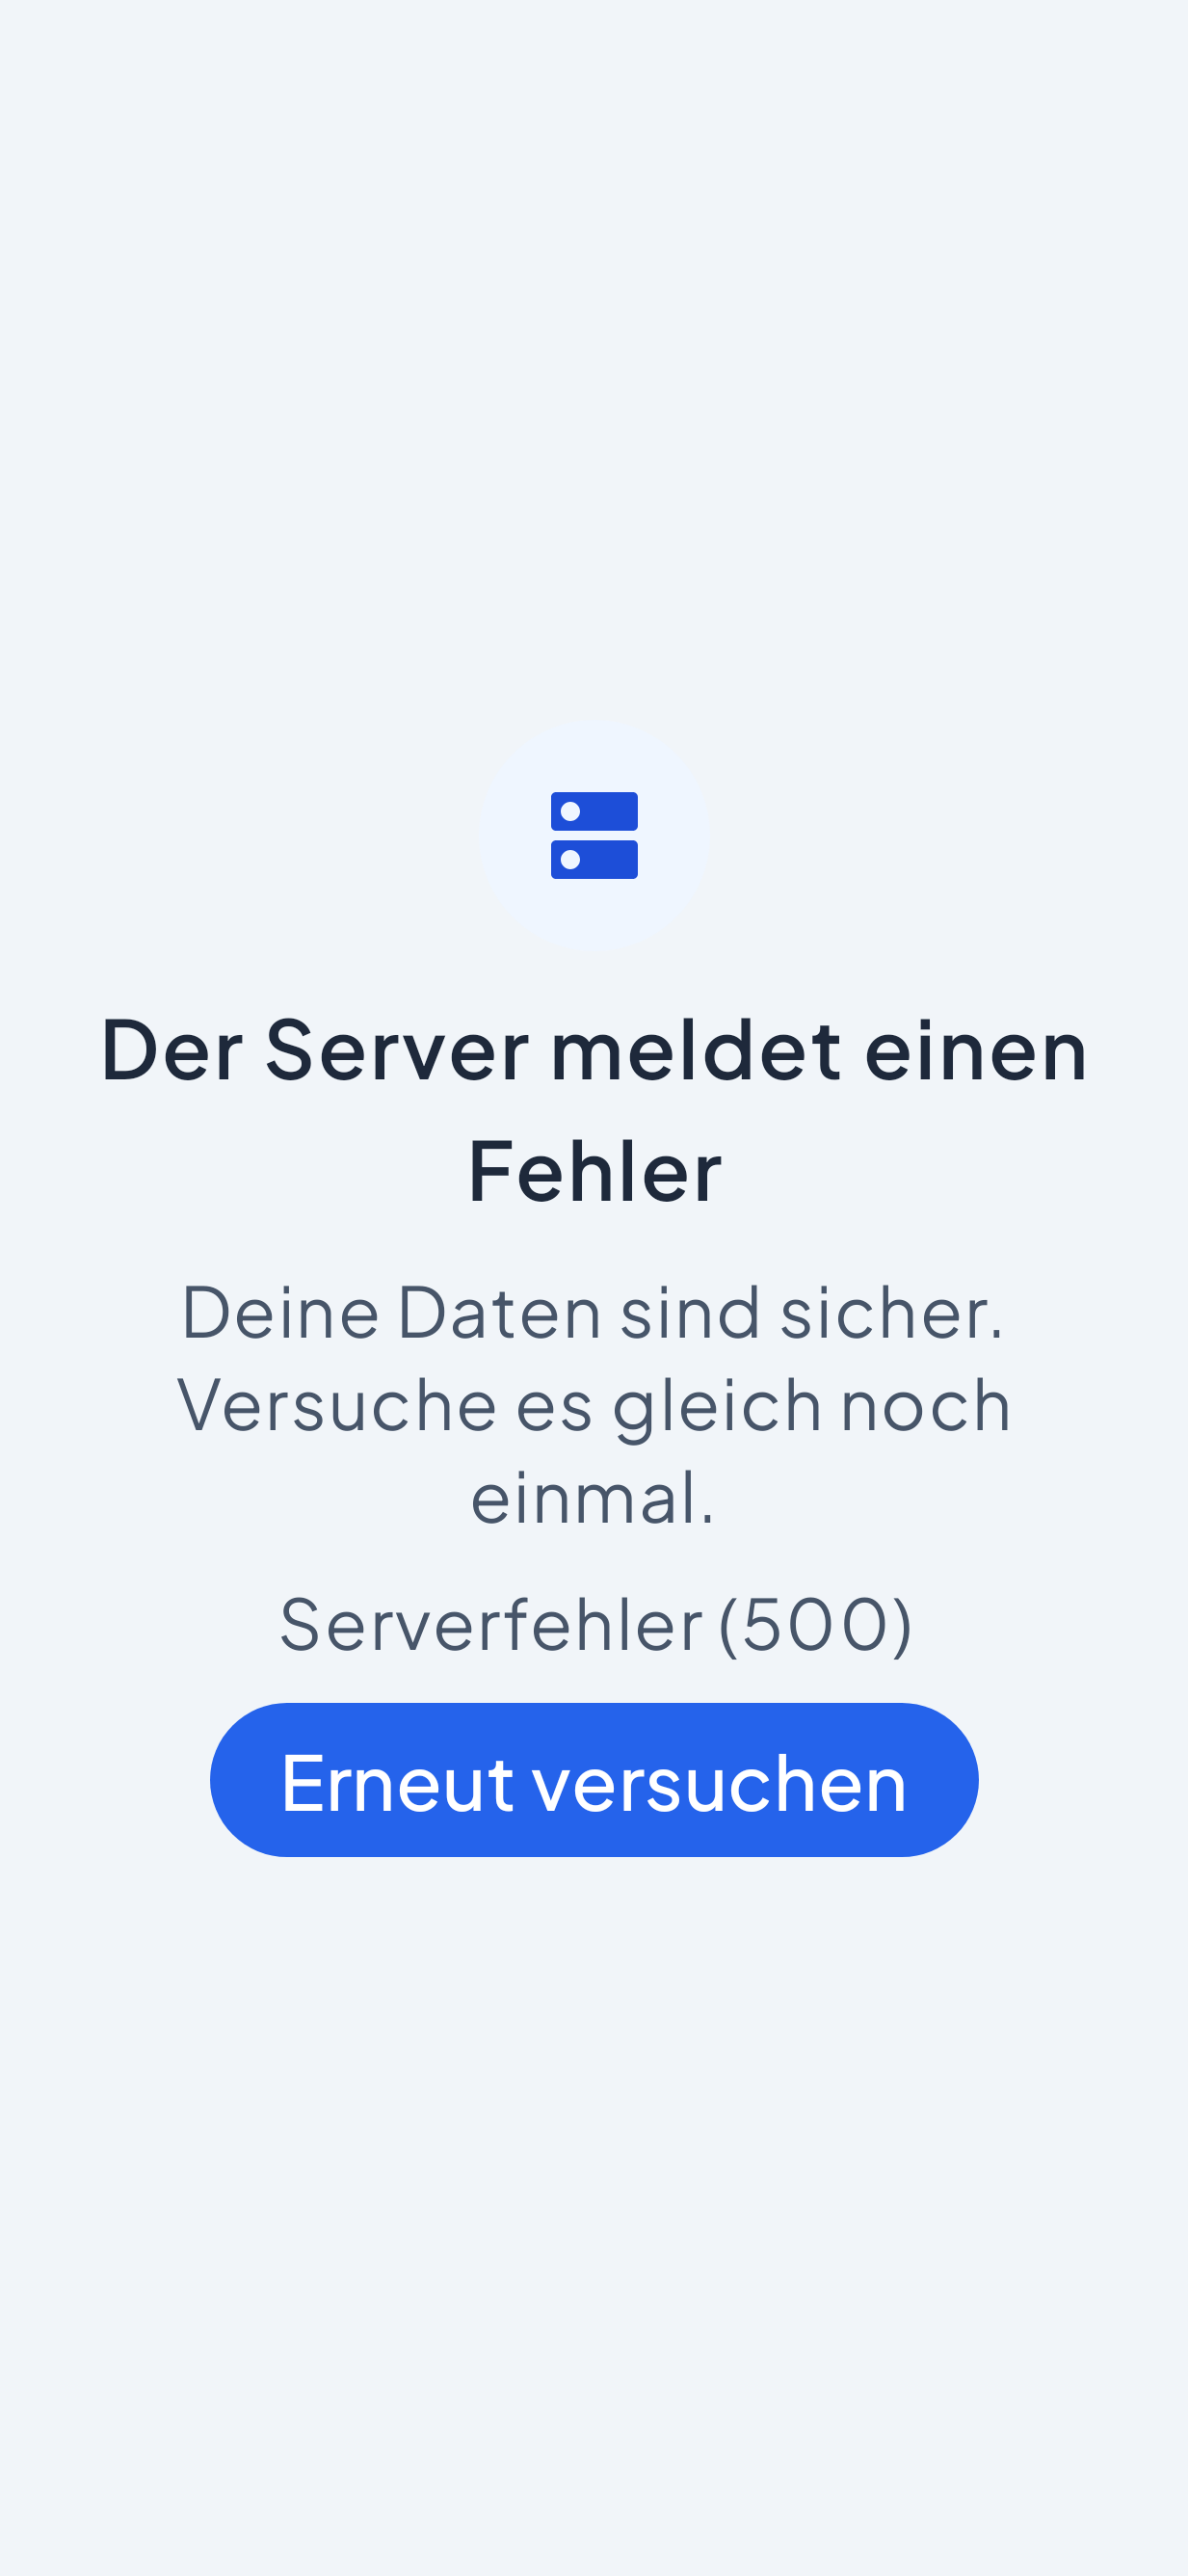 Der Server meldet einen
Fehler
Deine Daten sind sicher.
Versuche es gleich noch
einmal.
Serverfehler (500)
Erneut versuchen